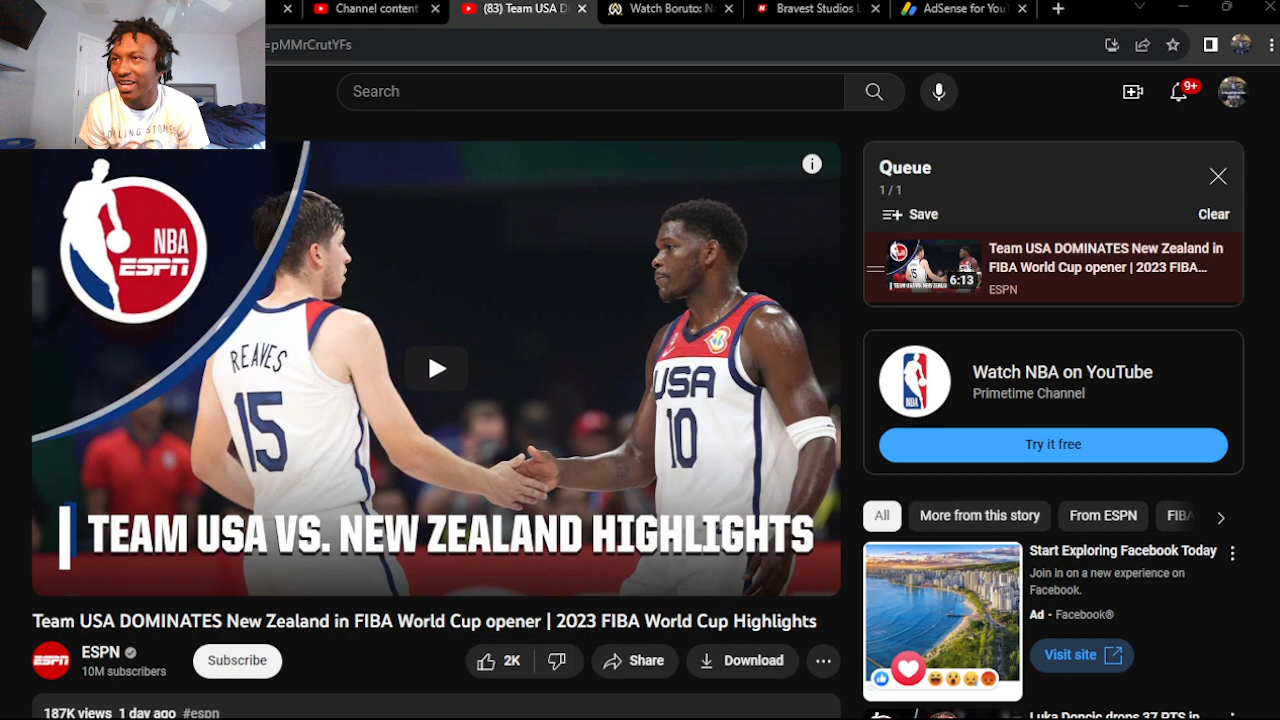 Channel content
(83) Team USA D
Watch Boruto: N
Bravest Studios L
AdSense for You
=pMMrCrutYFs
Search
9+
ROLLING STONES
NBA
ESPN
REAVES
15
USA
10
TEAM USA VS. NEW ZEALAND HIGHLIGHTS
Team USA DOMINATES New Zealand in FIBA World Cup opener | 2023 FIBA World Cup Highlights
ESPN
ESPN
10M subscribers
Subscribe
2K
Share
Download
187K views 1 day ago #espn
Queue
1 / 1
Save
Clear
6:13
Team USA DOMINATES New Zealand in
FIBA World Cup opener | 2023 FIBA...
ESPN
NBA
Watch NBA on YouTube
Primetime Channel
Try it free
All
More from this story
From ESPN
FIBA
Start Exploring Facebook Today
Join in on a new experience on
Facebook.
Ad · Facebook®
Visit site
Luka Doncic drops 37 PTS in